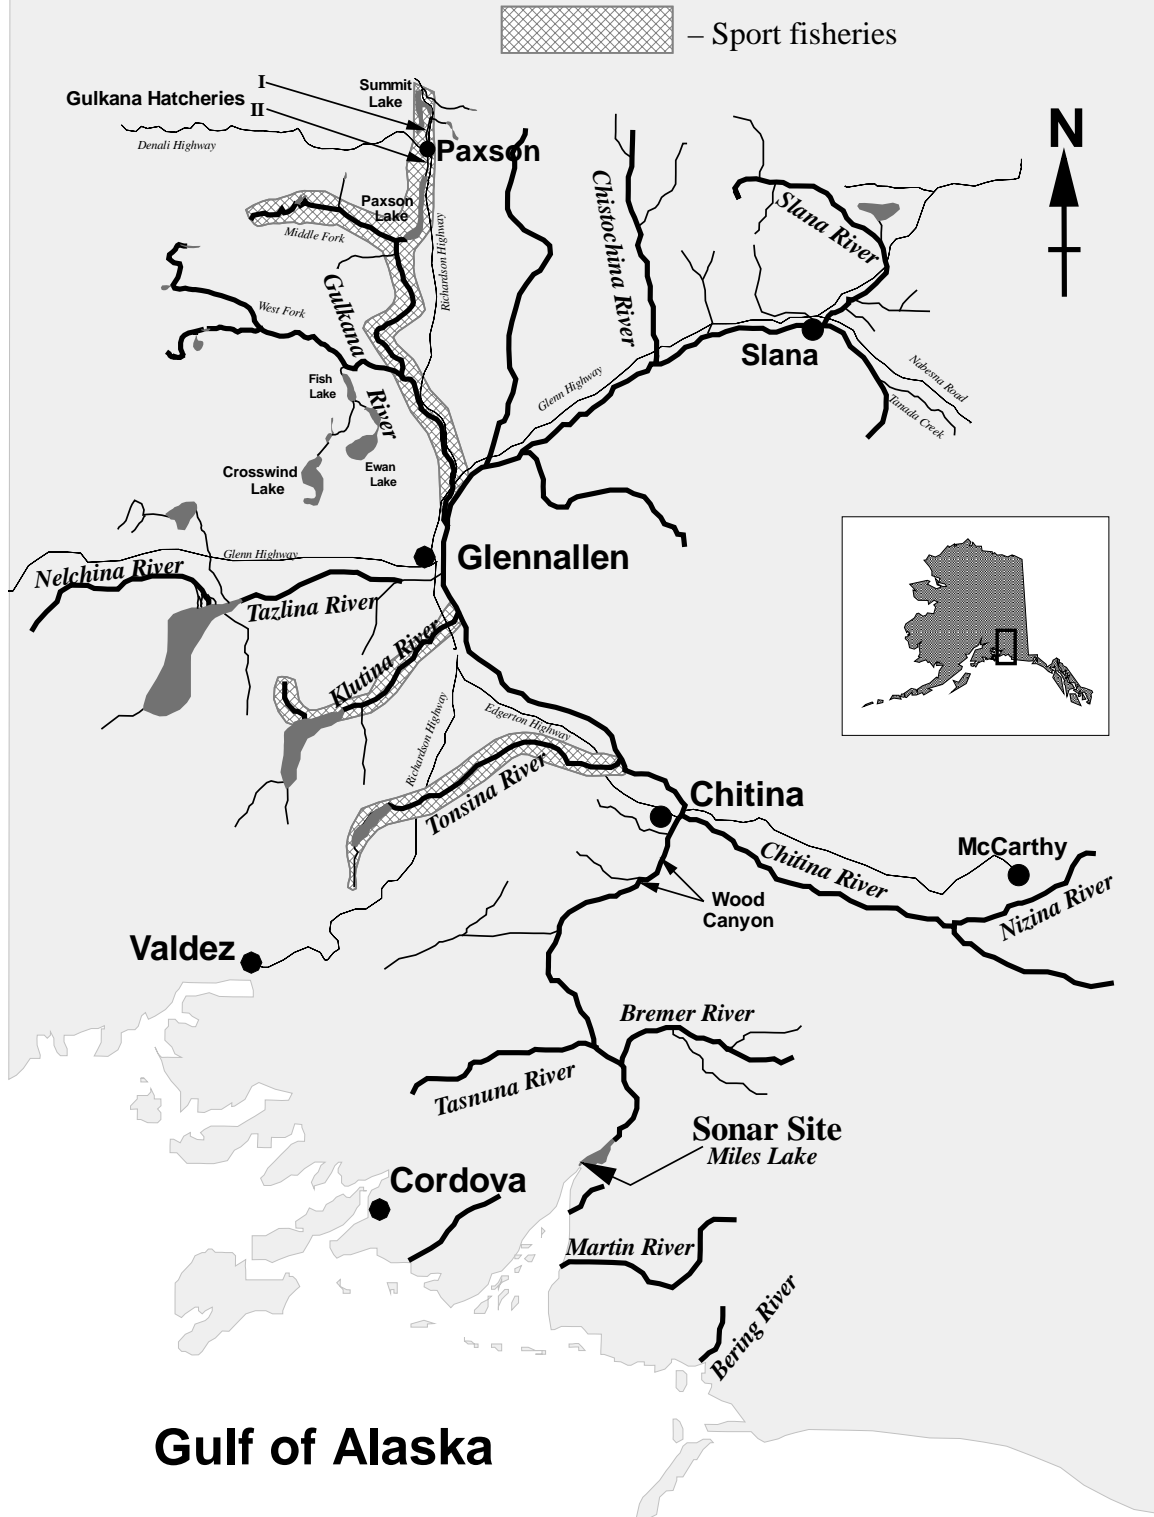 – Sport fisheries
I
Gulkana Hatcheries
II
Summit
Lake
Denali Highway
Paxson
N
Paxson
Lake
Middle Fork
Richardson Highway
Chistochina River
Slana River
West Fork
Gulkana
River
Slana
Nabesna Road
Tanada Creek
Glenn Highway
Fish
Lake
Crosswind
Lake
Ewan
Lake
Glenn Highway
Glennallen
Nelchina River
Tazlina River
Klutina River
Richardson Highway
Edgerton Highway
Tonsina River
Chitina
Chitina River
McCarthy
Nizina River
Wood
Canyon
Valdez
Bremer River
Tasnuna River
Sonar Site
Miles Lake
Cordova
Martin River
Bering River
Gulf of Alaska